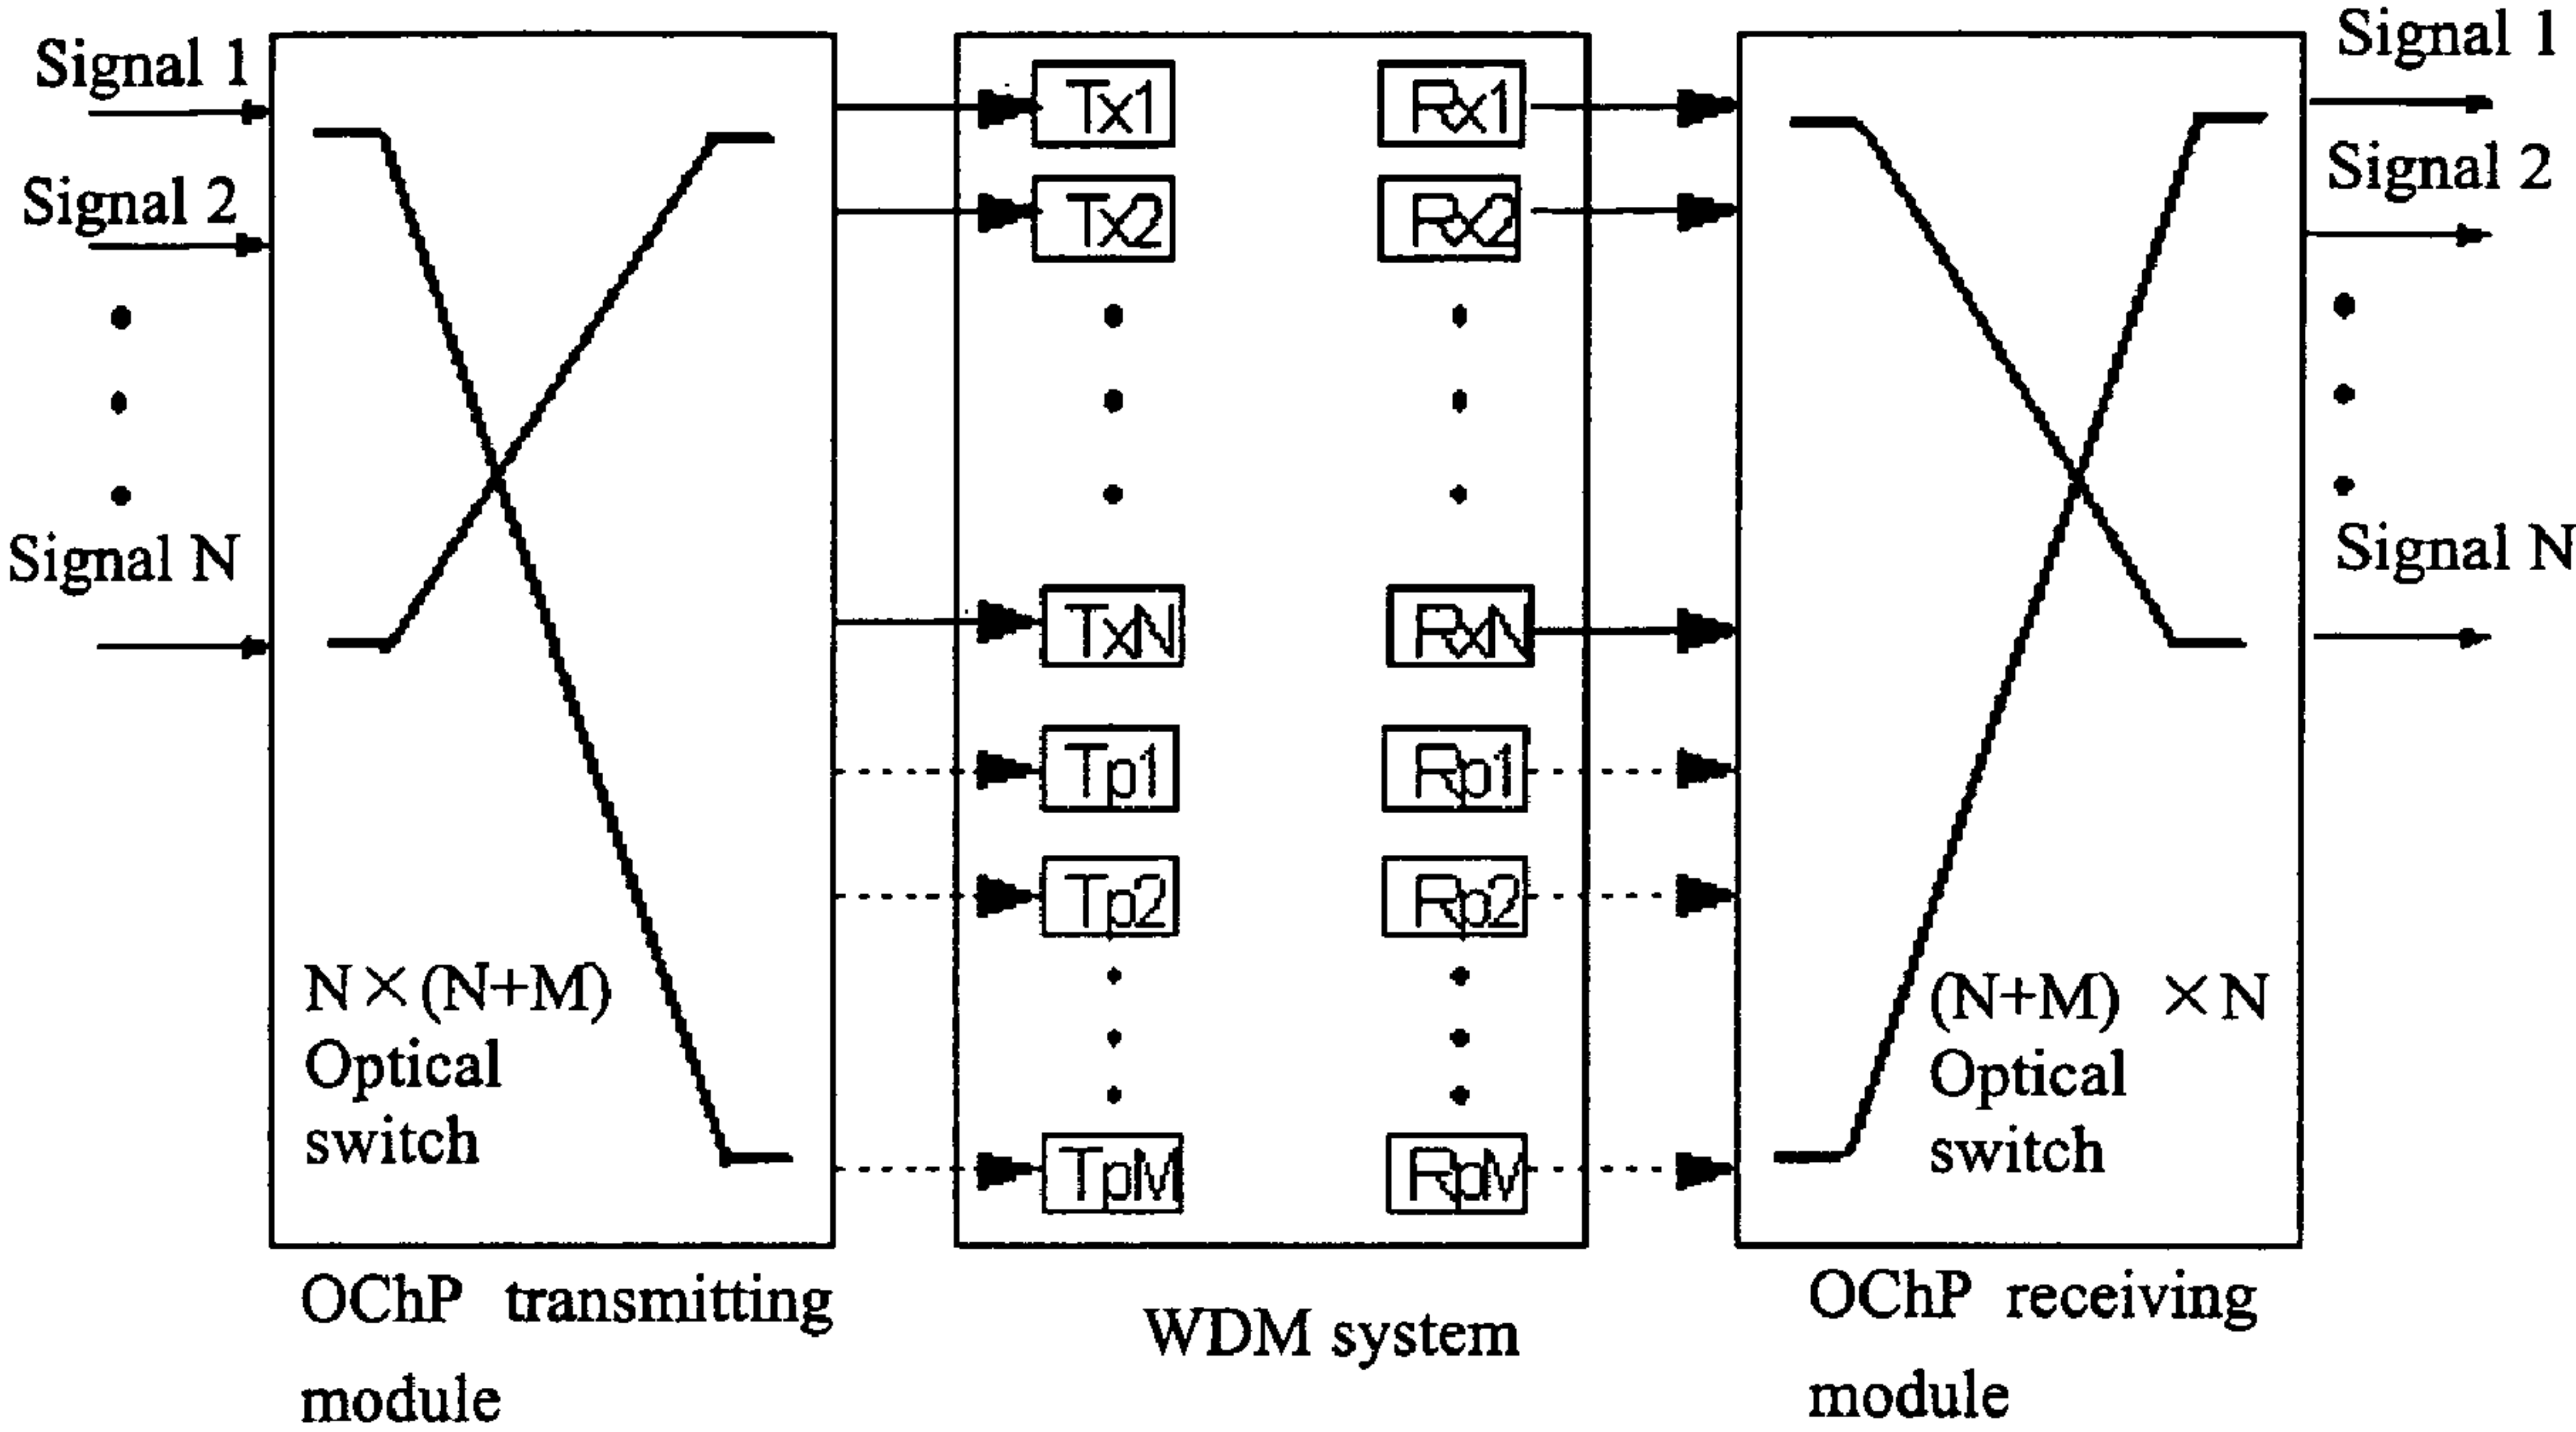 Signal 1
Signal 2
Signal N
N×(N+M)
Optical
switch
OChP transmitting
module
Tx1
Tx2
TxN
Tp1
Tp2
TpM
Rx1
Rx2
RxN
Rp1
Rp2
RpM
WDM system
(N+M) ×N
Optical
switch
OChP receiving
module
Signal 1
Signal 2
Signal N